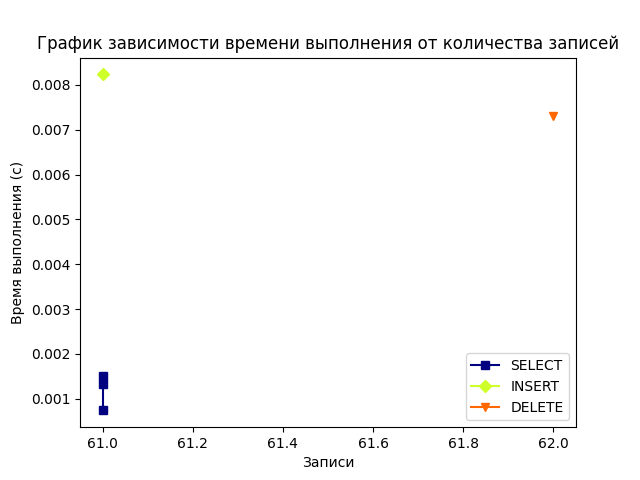 График зависимости времени выполнения от количества записей
Время выполнения (с)
0.008
0.007
0.006
0.005
0.004
0.003
0.002
0.001
SELECT
INSERT
DELETE
61.0 61.2 61.4 61.6 61.8 62.0
Записи